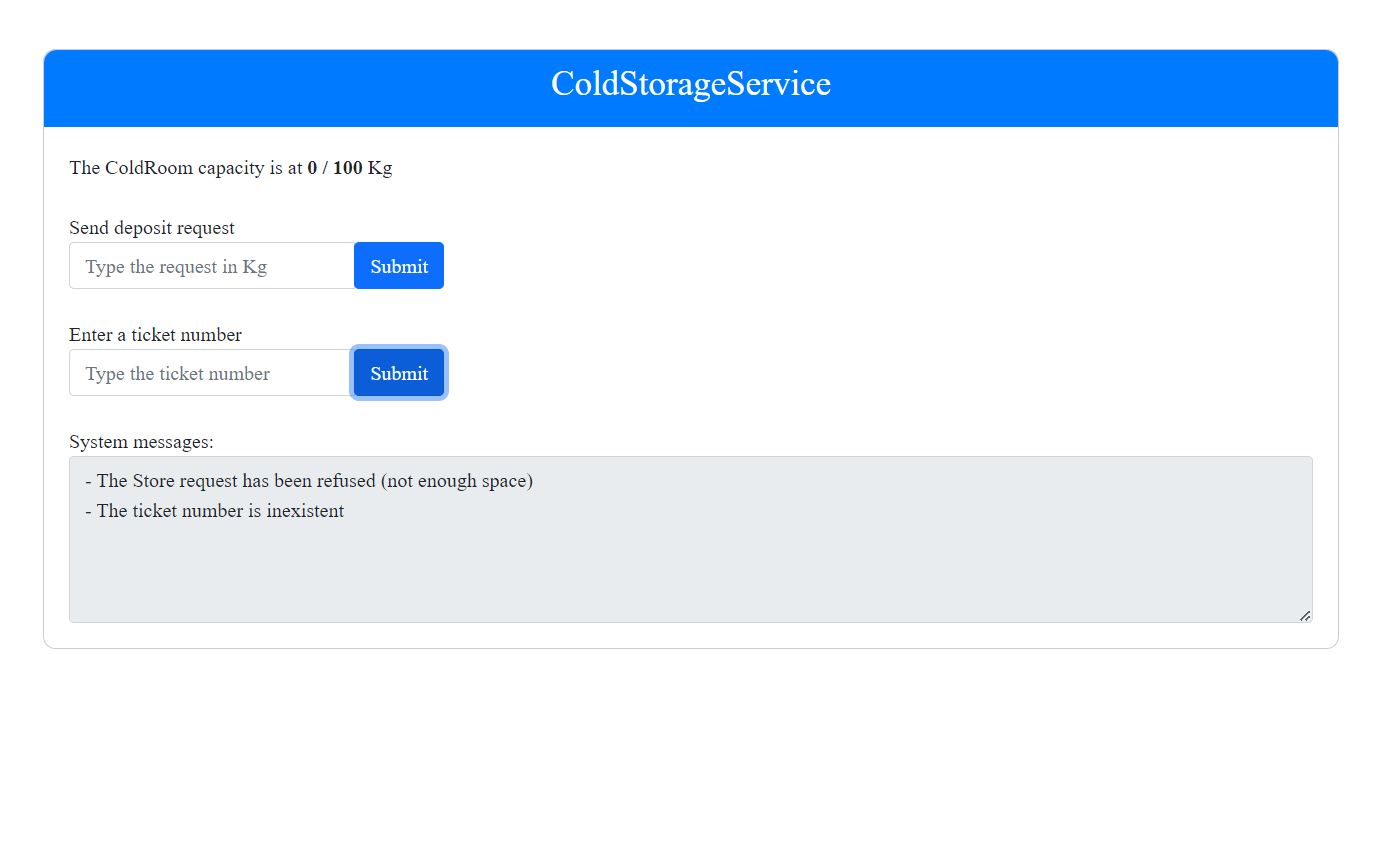 ColdStorageService
The ColdRoom capacity is at 0 / 100 Kg
Send deposit request
Type the request in Kg Submit
Enter a ticket number
Type the ticket number Submit
System messages:
- The Store request has been refused (not enough space)
- The ticket number is inexistent